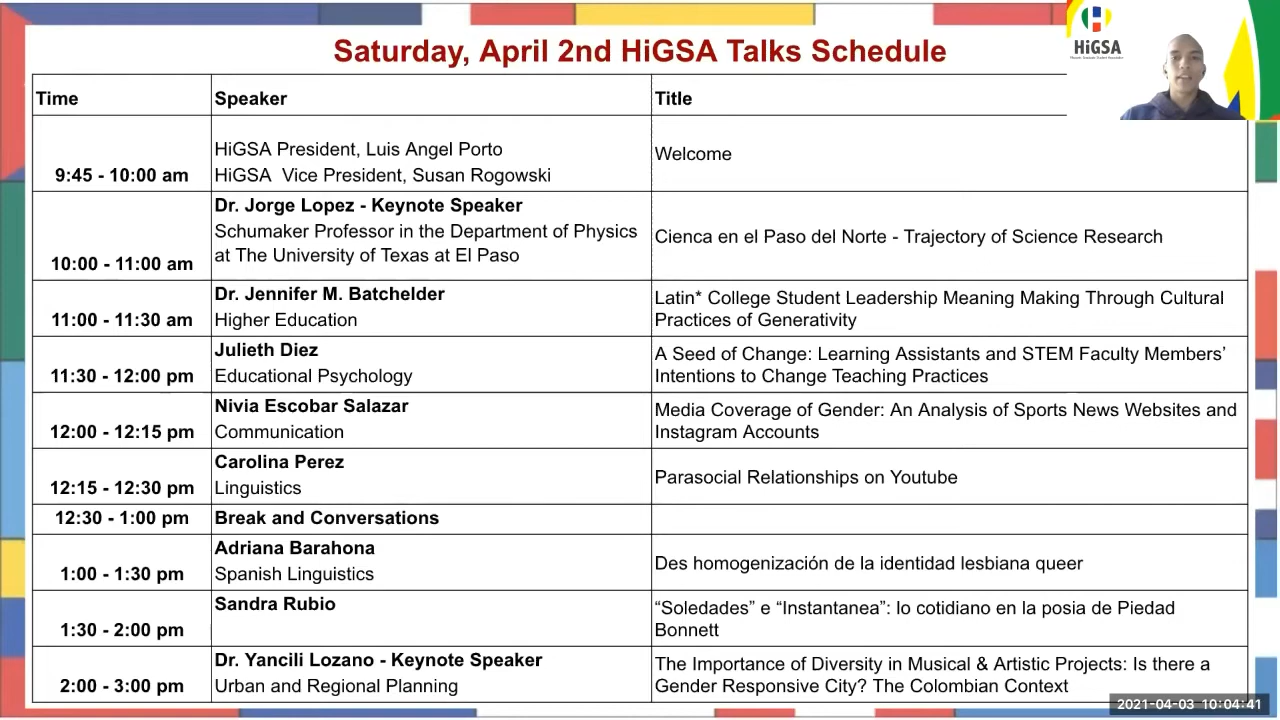 Saturday, April 2nd HiGSA Talks Schedule
HiGSA
Time Speaker Title
9:45 - 10:00 am
HiGSA President, Luis Angel Porto
HiGSA Vice President, Susan Rogowski
Welcome
10:00 - 11:00 am
Dr. Jorge Lopez - Keynote Speaker
Schumaker Professor in the Department of Physics
at The University of Texas at El Paso
Cienca en el Paso del Norte - Trajectory of Science Research
11:00 - 11:30 am
Dr. Jennifer M. Batchelder
Higher Education
Latin* College Student Leadership Meaning Making Through Cultural
Practices of Generativity
11:30 - 12:00 pm
Julieth Diez
Educational Psychology
A Seed of Change: Learning Assistants and STEM Faculty Members’
Intentions to Change Teaching Practices
12:00 - 12:15 pm
Nivia Escobar Salazar
Communication
Media Coverage of Gender: An Analysis of Sports News Websites and
Instagram Accounts
12:15 - 12:30 pm
Carolina Perez
Linguistics
Parasocial Relationships on Youtube
12:30 - 1:00 pm
Break and Conversations
1:00 - 1:30 pm
Adriana Barahona
Spanish Linguistics
Des homogenización de la identidad lesbiana queer
1:30 - 2:00 pm
Sandra Rubio
“Soledades” e “Instantanea”: lo cotidiano en la posia de Piedad
Bonnett
2:00 - 3:00 pm
Dr. Yancili Lozano - Keynote Speaker
Urban and Regional Planning
The Importance of Diversity in Musical & Artistic Projects: Is there a
Gender Responsive City? The Colombian Context
2021-04-03 10:04:41